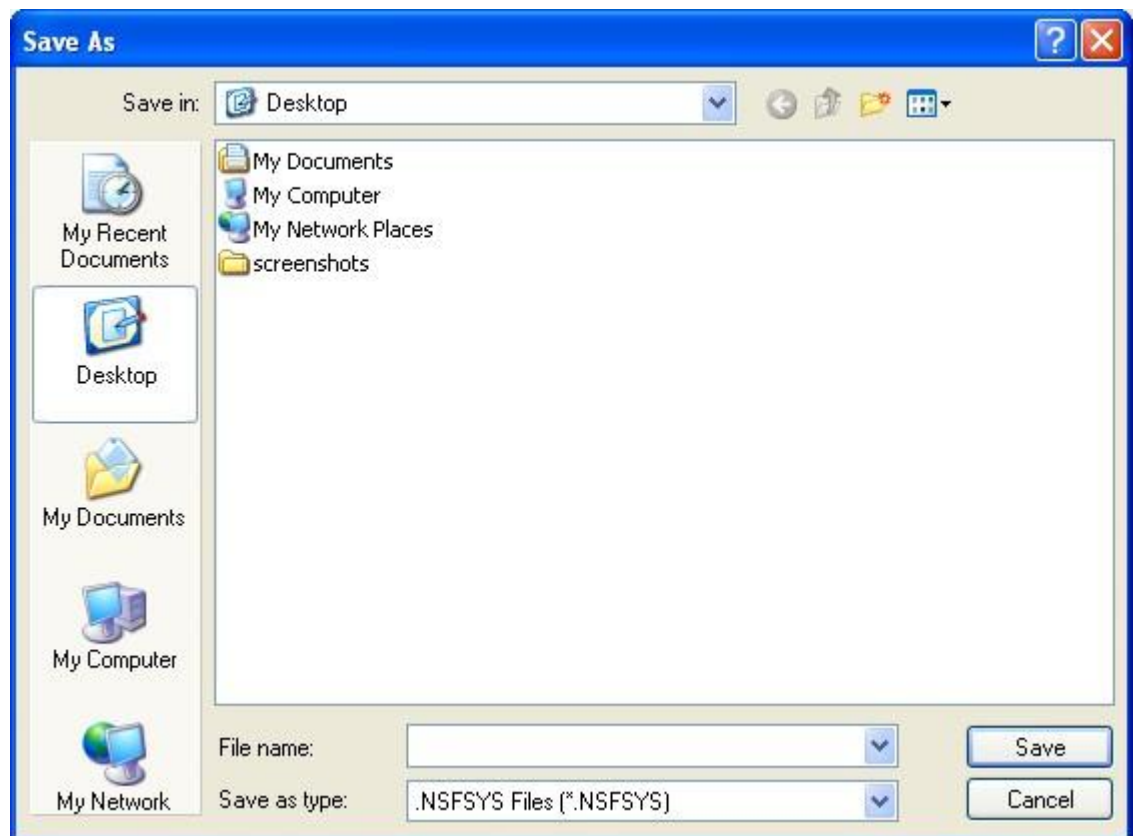 Save As
Save in: Desktop
My Documents
My Computer
My Network Places
screenshots
My Recent
Documents
Desktop
My Documents
My Computer
My Network
File name:
Save
Save as type: .NSFSYS Files (*.NSFSYS)
Cancel